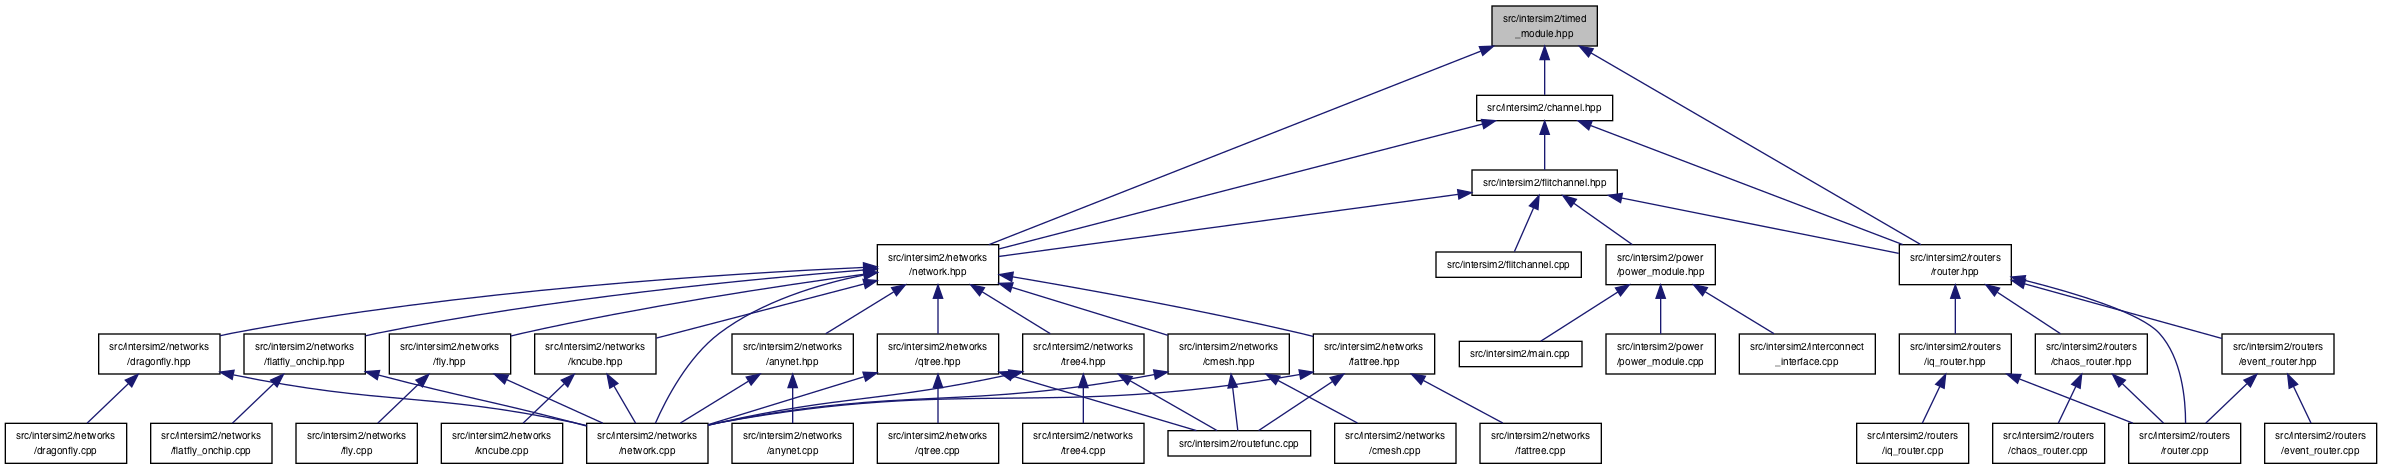 src/intersim2/timed
_module.hpp
src/intersim2/channel.hpp
src/intersim2/flitchannel.hpp
src/intersim2/networks
/network.hpp
src/intersim2/flitchannel.cpp
src/intersim2/power
/power_module.hpp
src/intersim2/routers
/router.hpp
src/intersim2/networks
/dragonfly.hpp
src/intersim2/networks
/flatfly_onchip.hpp
src/intersim2/networks
/fly.hpp
src/intersim2/networks
/kncube.hpp
src/intersim2/networks
/anynet.hpp
src/intersim2/networks
/qtree.hpp
src/intersim2/networks
/tree4.hpp
src/intersim2/networks
/cmesh.hpp
src/intersim2/networks
/fattree.hpp
src/intersim2/main.cpp
src/intersim2/power
/power_module.cpp
src/intersim2/interconnect
_interface.cpp
src/intersim2/routers
/iq_router.hpp
src/intersim2/routers
/chaos_router.hpp
src/intersim2/routers
/event_router.hpp
src/intersim2/networks
/dragonfly.cpp
src/intersim2/networks
/flatfly_onchip.cpp
src/intersim2/networks
/fly.cpp
src/intersim2/networks
/kncube.cpp
src/intersim2/networks
/network.cpp
src/intersim2/networks
/anynet.cpp
src/intersim2/networks
/qtree.cpp
src/intersim2/networks
/tree4.cpp
src/intersim2/routefunc.cpp
src/intersim2/networks
/cmesh.cpp
src/intersim2/networks
/fattree.cpp
src/intersim2/routers
/iq_router.cpp
src/intersim2/routers
/chaos_router.cpp
src/intersim2/routers
/router.cpp
src/intersim2/routers
/event_router.cpp